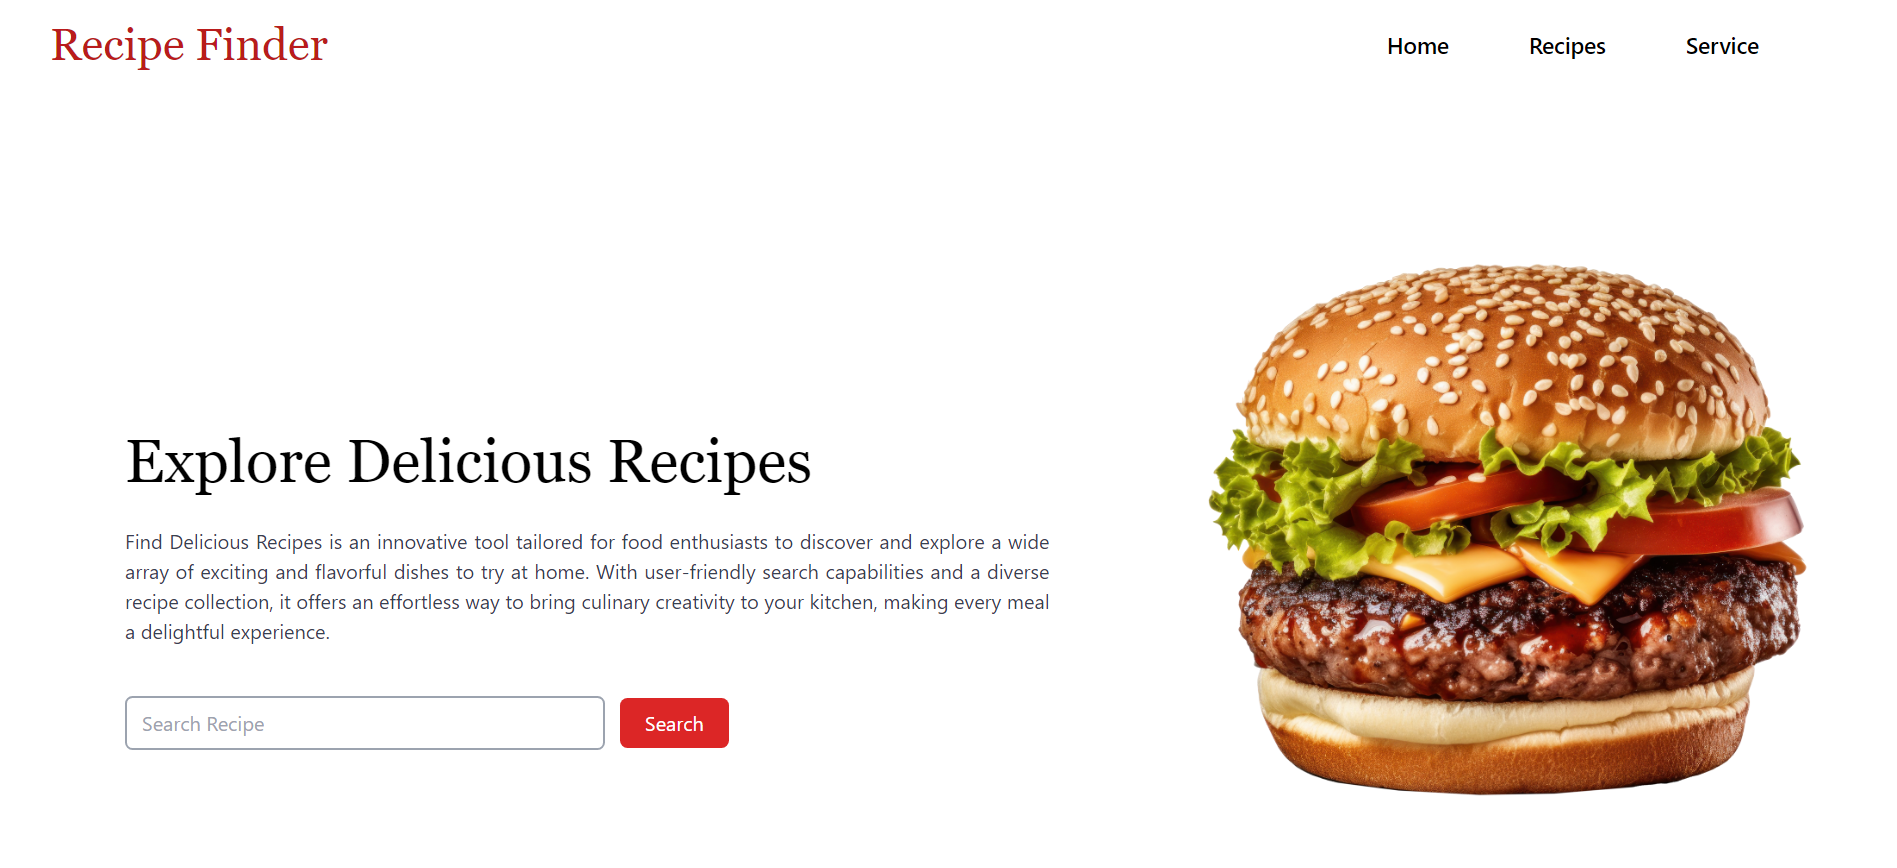 Recipe Finder
Home
Recipes
Service
Explore Delicious Recipes
Find Delicious Recipes is an innovative tool tailored for food enthusiasts to discover and explore a wide
array of exciting and flavorful dishes to try at home. With user-friendly search capabilities and a diverse
recipe collection, it offers an effortless way to bring culinary creativity to your kitchen, making every meal
a delightful experience.
Search Recipe
Search